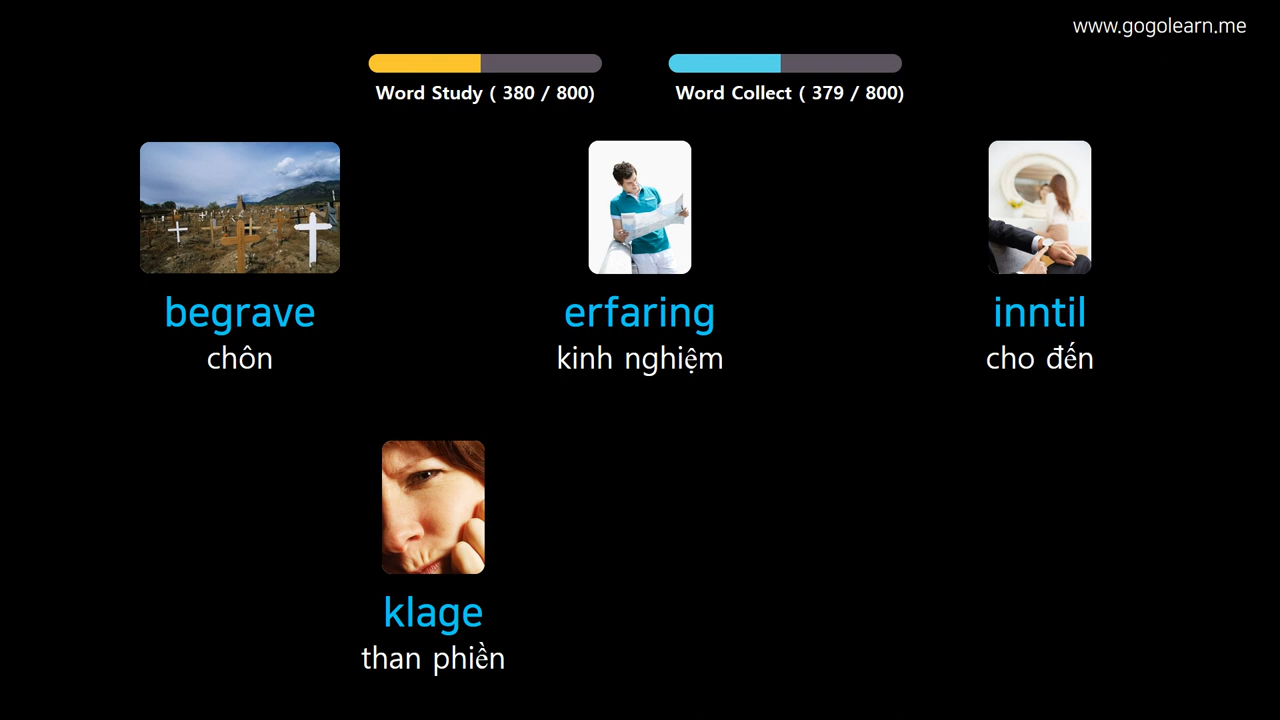 www.gogolearn.me
Word Study ( 380 / 800)
Word Collect ( 379 / 800)
begrave
chôn
erfaring
kinh nghiệm
inntil
cho đến
klage
than phiền